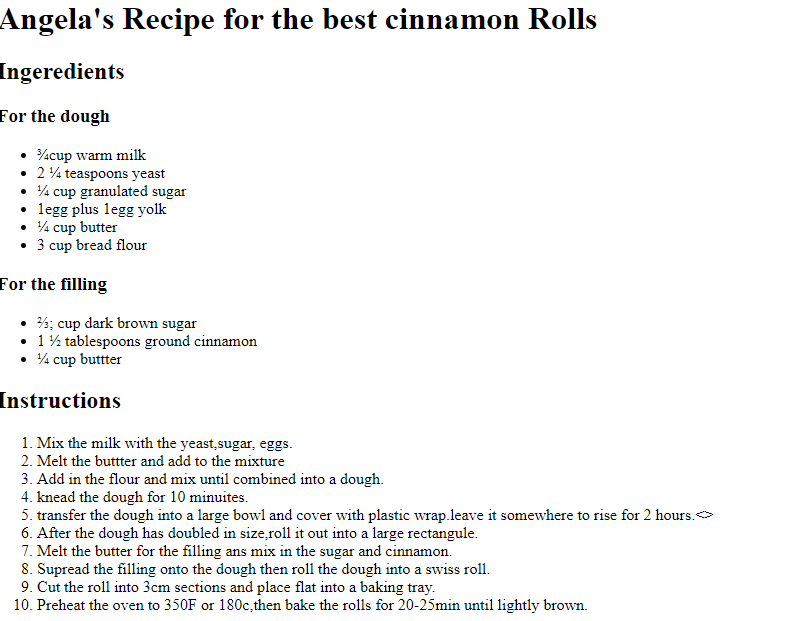 Angela's Recipe for the best cinnamon Rolls
Ingeredients
For the dough
¾cup warm milk
2 ¼ teaspoons yeast
¼ cup granulated sugar
1egg plus 1egg yolk
¼ cup butter
3 cup bread flour
For the filling
⅔; cup dark brown sugar
1 ½ tablespoons ground cinnamon
¼ cup buttter
Instructions
1. Mix the milk with the yeast,sugar, eggs.
2. Melt the buttter and add to the mixture
3. Add in the flour and mix until combined into a dough.
4. knead the dough for 10 minuites.
5. transfer the dough into a large bowl and cover with plastic wrap.leave it somewhere to rise for 2 hours.<>
6. After the dough has doubled in size,roll it out into a large rectangule.
7. Melt the butter for the filling ans mix in the sugar and cinnamon.
8. Supread the filling onto the dough then roll the dough into a swiss roll.
9. Cut the roll into 3cm sections and place flat into a baking tray.
10. Preheat the oven to 350F or 180c,then bake the rolls for 20-25min until lightly brown.